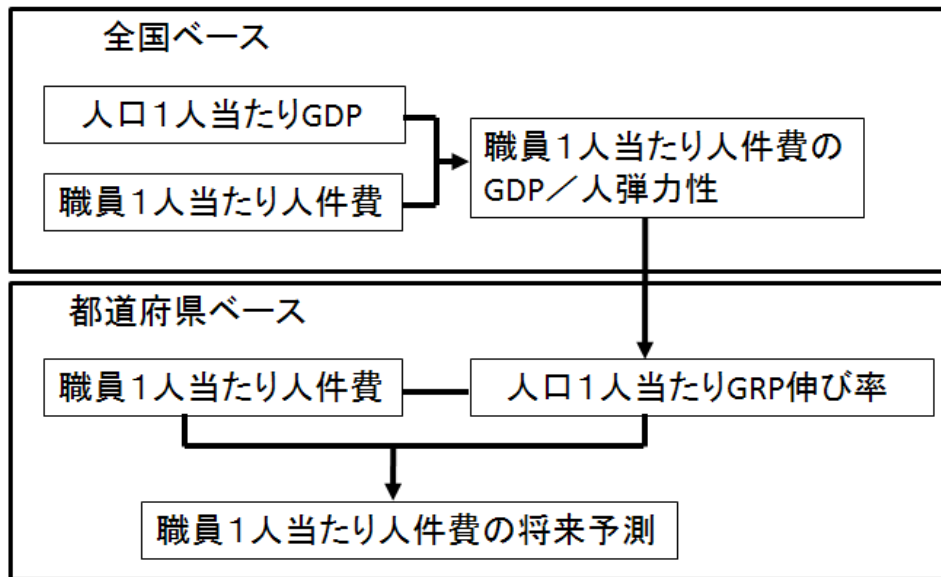 全国ベース
人口１人当たりGDP
職員１人当たり人件費
職員１人当たり人件費の
GDP／人弾力性
都道府県ベース
職員１人当たり人件費
人口１人当たりGRP伸び率
職員１人当たり人件費の将来予測